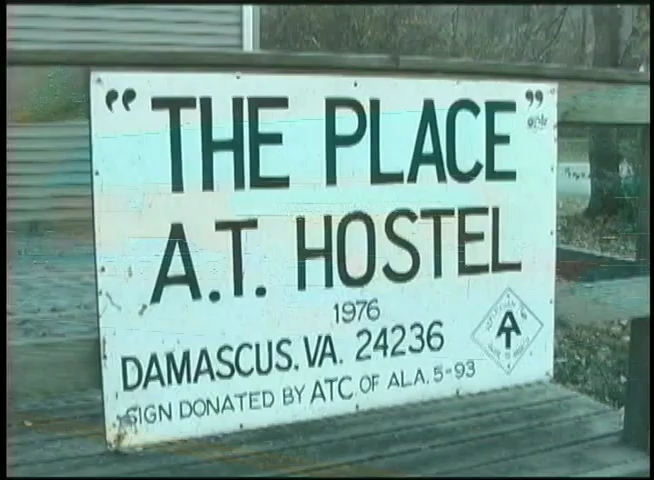 "THE PLACE"
A.T. HOSTEL
1976
DAMASCUS. VA. 24236
SIGN DONATED BY ATC OF ALA. 5-93